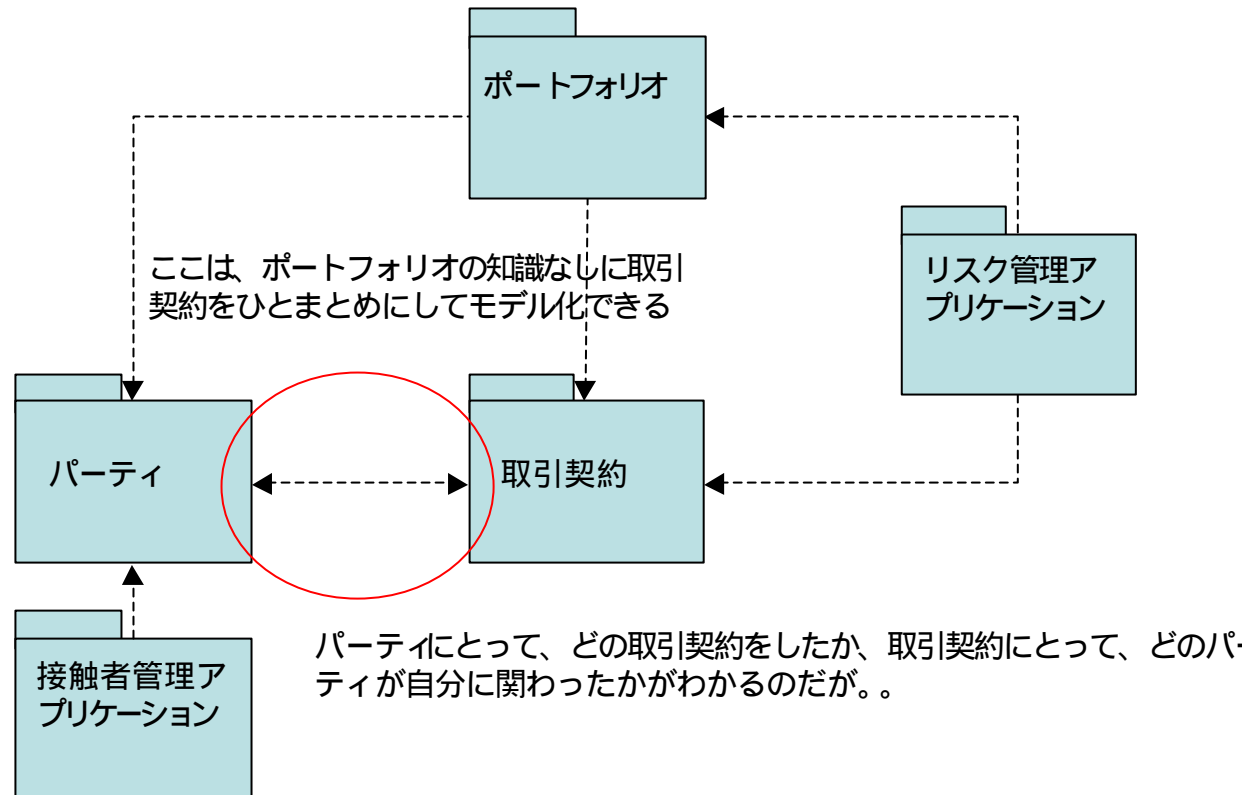 ポートフォリオ
ここは、ポートフォリオの知識なしに取引
契約をひとまとめにしてモデル化できる
リスク管理ア
プリケーション
パーティ
取引契約
パーティにとって、どの取引契約をしたか、取引契約にとって、どのパー
ティが自分に関わったかがわかるのだが。。
接触者管理ア
プリケーション